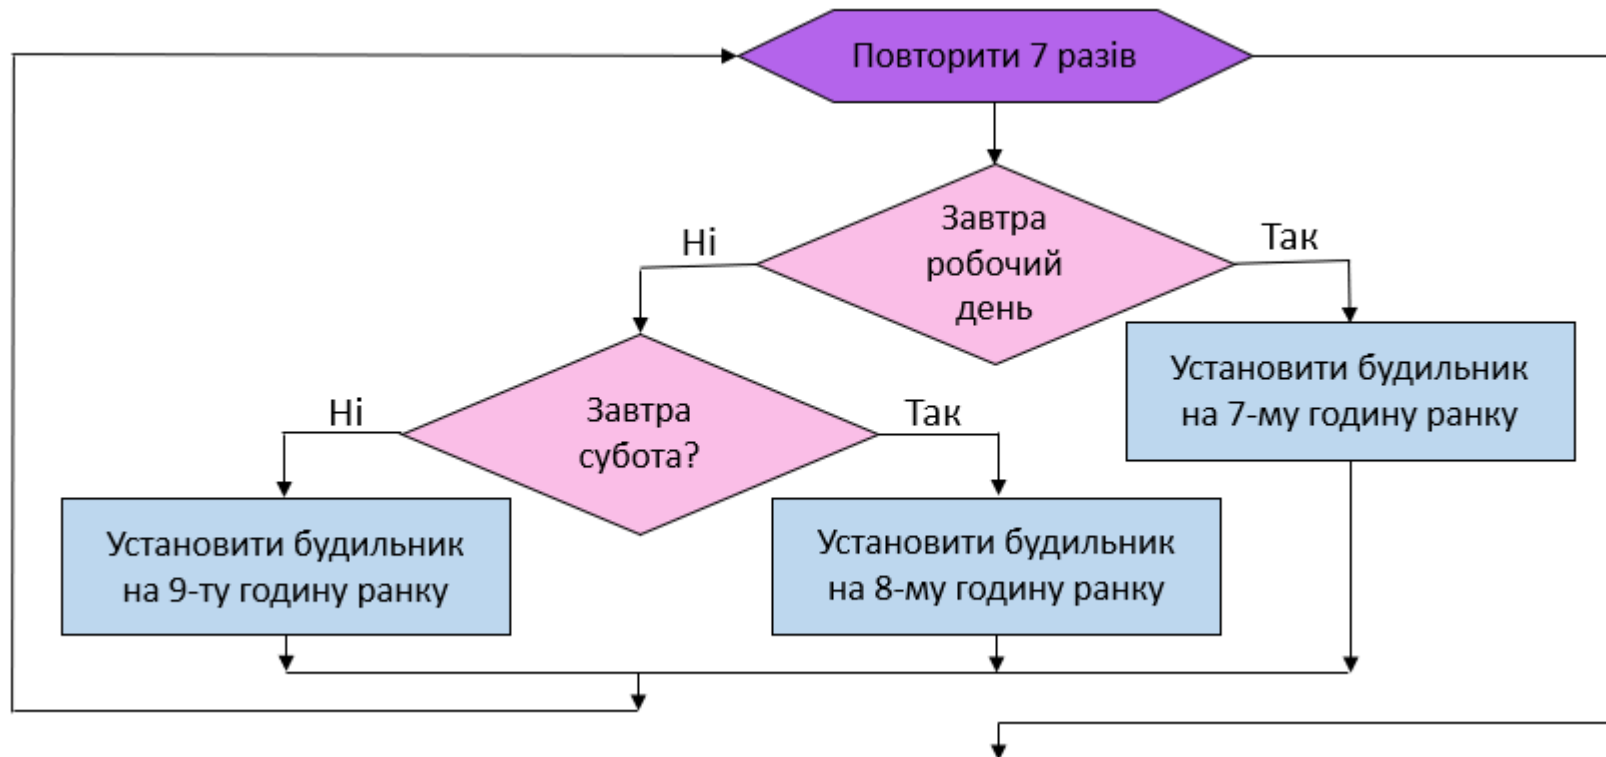 Повторити 7 разів
Завтра
робочий
день
Ні
Так
Установити будильник
на 7-му годину ранку
Завтра
субота?
Ні
Так
Установити будильник
на 9-ту годину ранку
Установити будильник
на 8-му годину ранку